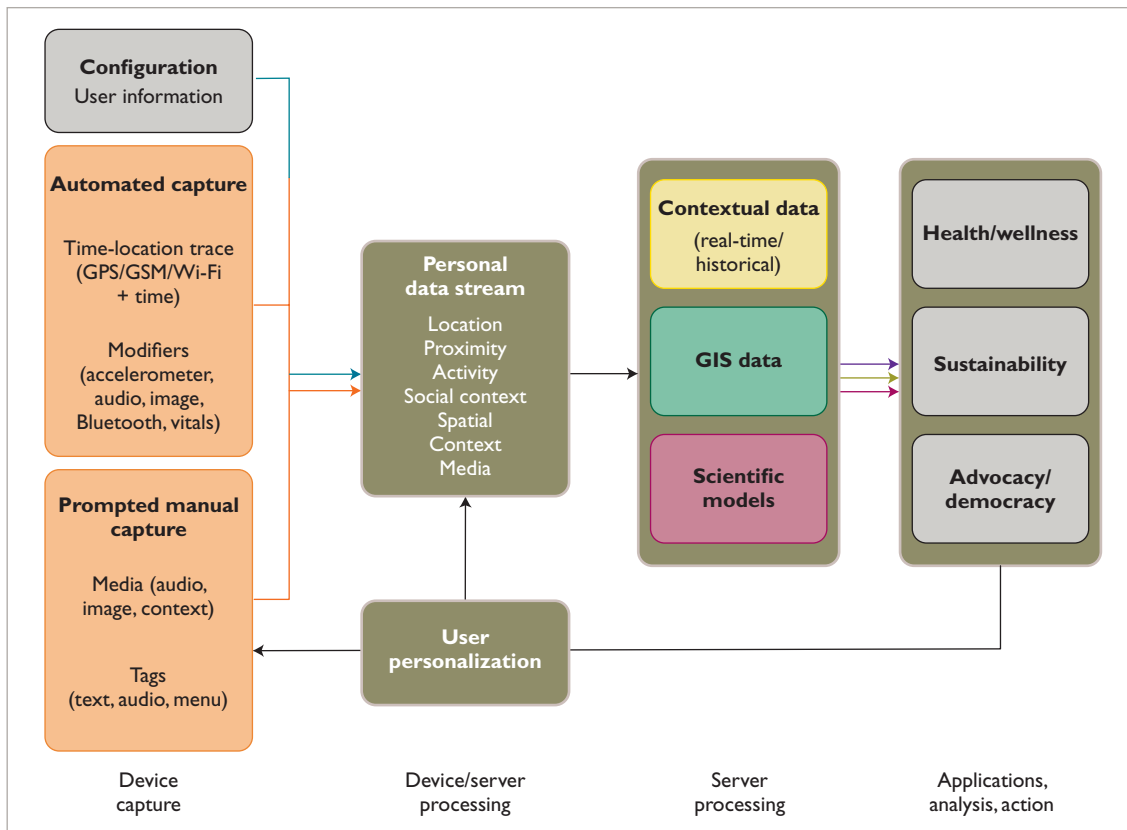 Configuration
User information
Automated capture
Time-location trace
(GPS/GSM/Wi-Fi
+ time)
Modifiers
(accelerometer,
audio, image,
Bluetooth, vitals)
Prompted manual
capture
Media (audio,
image, context)
Tags
(text, audio, menu)
Device
capture
Personal
data stream
Location
Proximity
Activity
Social context
Spatial
Context
Media
User
personalization
Device/server
processing
Contextual data
(real-time/
historical)
GIS data
Scientific
models
Server
processing
Health/wellness
Sustainability
Advocacy/
democracy
Applications,
analysis, action